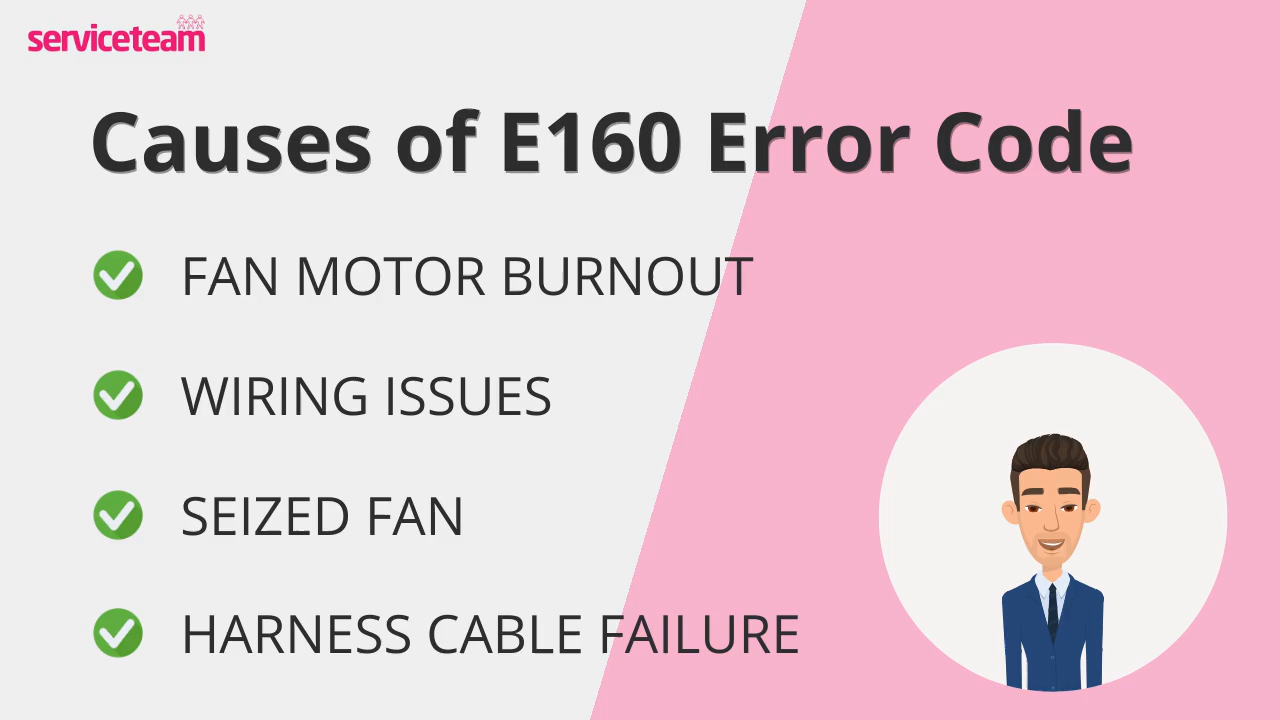 serviceteam
Causes of E160 Error Code
FAN MOTOR BURNOUT
WIRING ISSUES
SEIZED FAN
HARNESS CABLE FAILURE